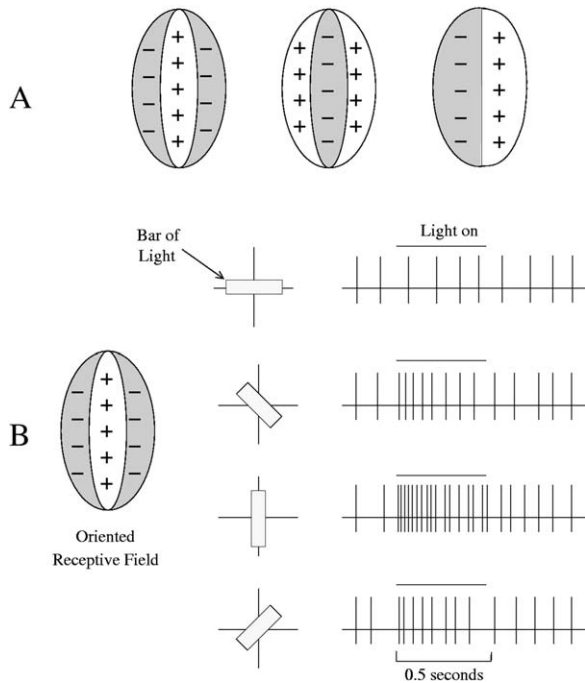 A
Bar of
Light
Light on
B
Oriented
Receptive Field
0.5 seconds